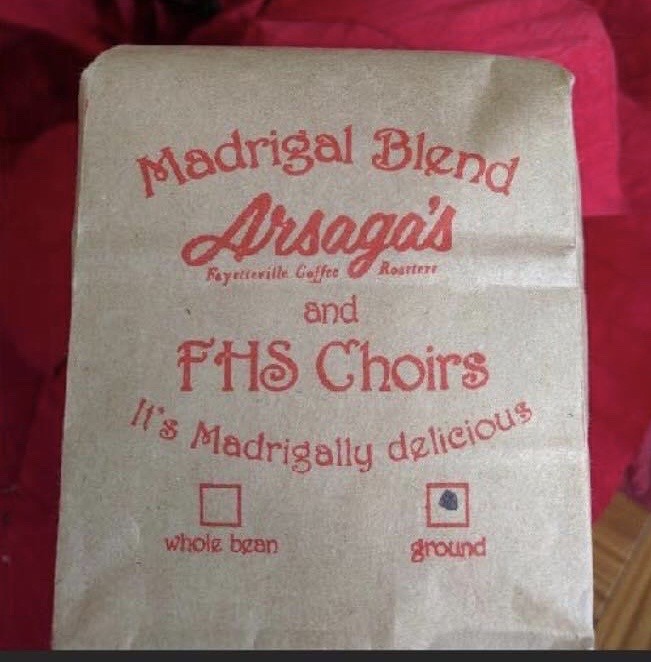 Madrigal Blend
Arsaga's
Fayetteville Coffee Roasters
and
FHS Choirs
It's Madrigally delicious
whole bean
ground